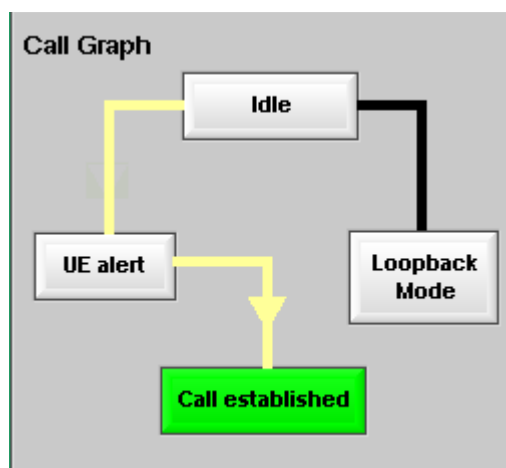 Call Graph
Idle
UE alert
Loopback
Mode
Call established